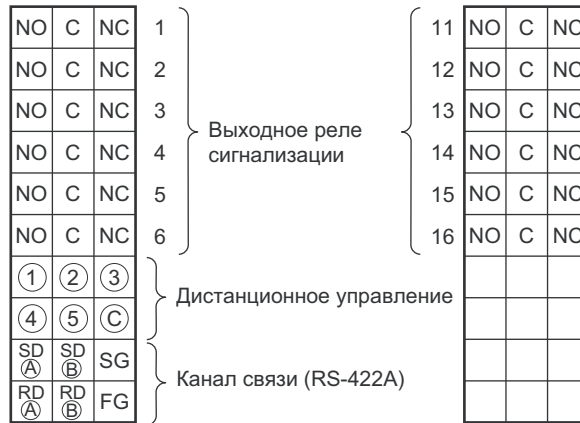 NO C NC 1 11 NO C NC
NO C NC 2 12 NO C NC
NO C NC 3 13 NO C NC
Выходное реле
сигнализации
NO C NC 4 14 NO C NC
NO C NC 5 15 NO C NC
NO C NC 6 16 NO C NC
1 2 3
Дистанционное управление
4 5 C
SD A SD B SG
Канал связи (RS-422A)
RD A RD B FG